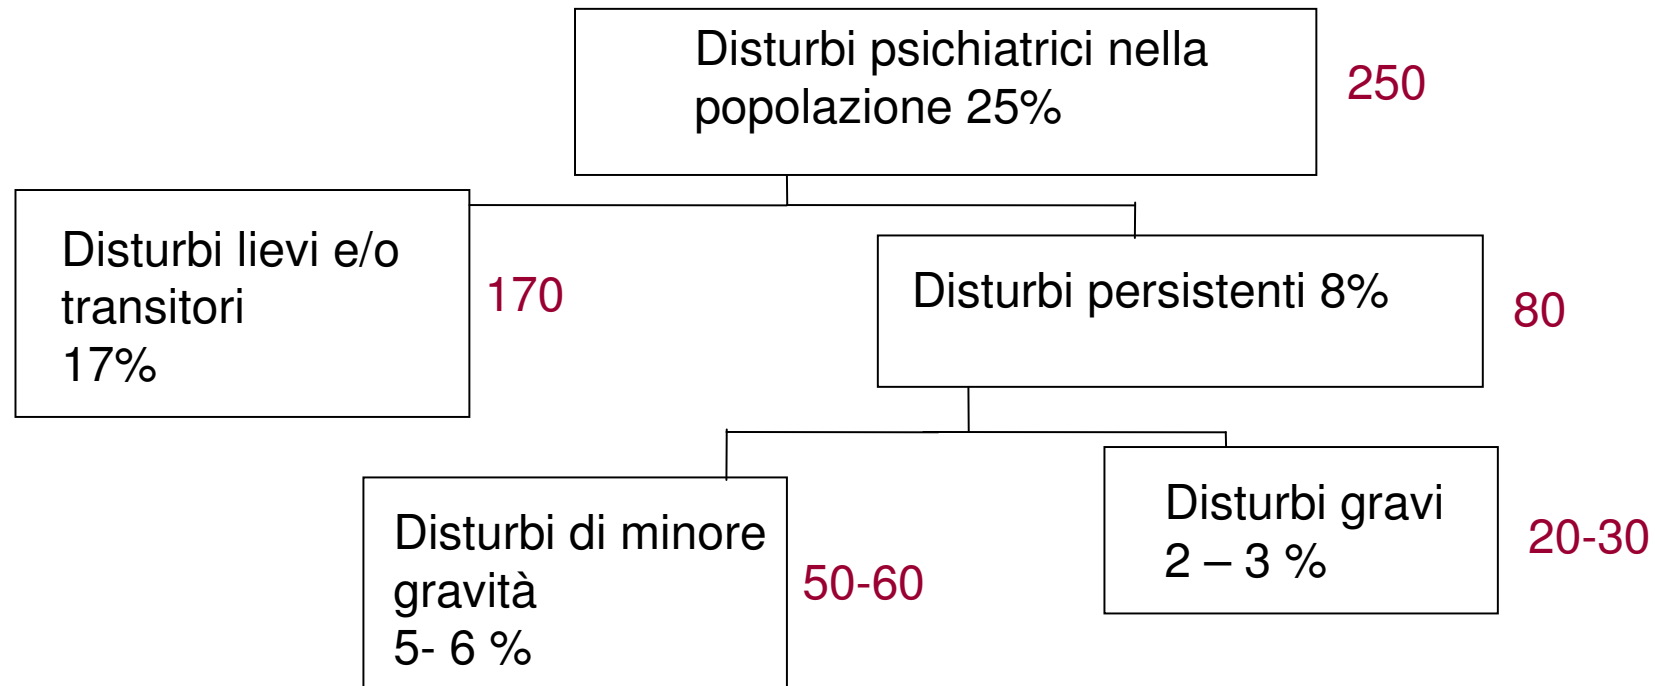 Disturbi psichiatrici nella
popolazione 25%
250
Disturbi lievi e/o
transitori
17%
170
Disturbi persistenti 8%
80
Disturbi di minore
gravità
5- 6 %
50-60
Disturbi gravi
2 – 3 %
20-30